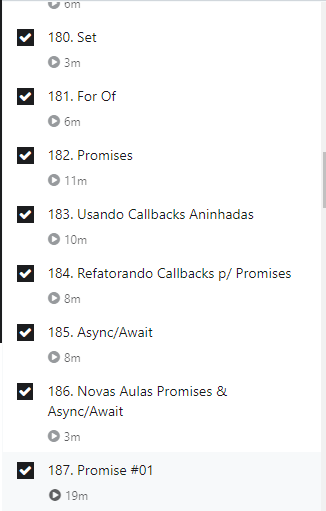 6m
180. Set
3m
181. For Of
6m
182. Promises
11m
183. Usando Callbacks Aninhadas
10m
184. Refatorando Callbacks p/ Promises
8m
185. Async/Await
8m
186. Novas Aulas Promises &
Async/Await
3m
187. Promise #01
19m